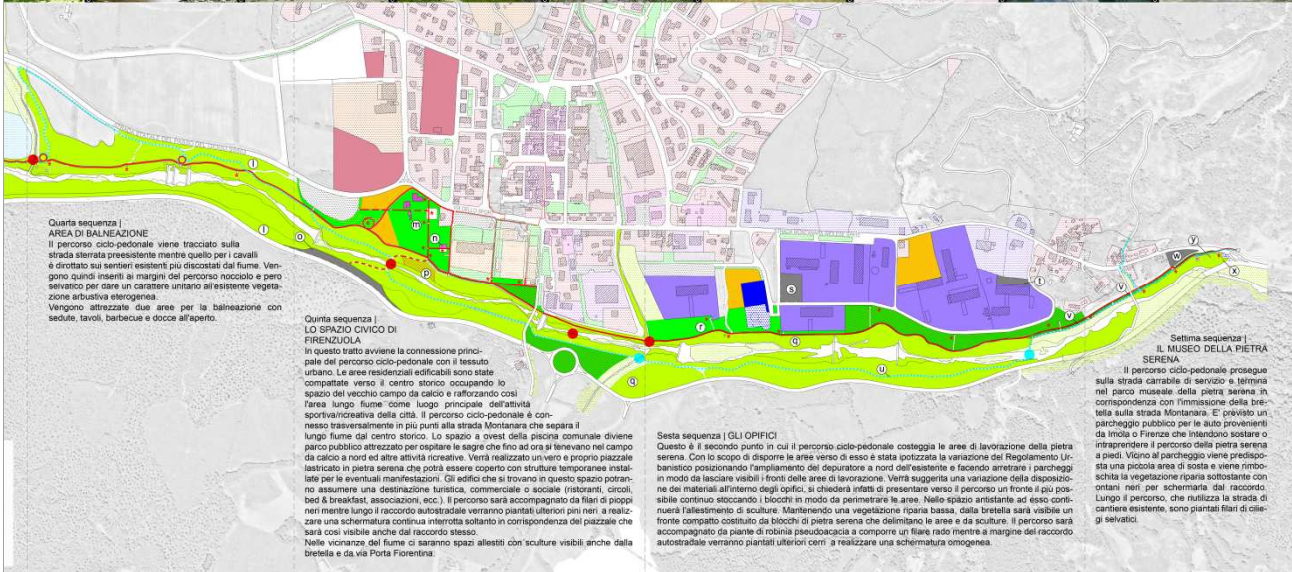 l
l
o
m
n
p
r
s
q
q
t
u
v
v
w
y
x
Quarta sequenza |
AREA DI BALNEAZIONE
Il percorso ciclo-pedonale viene tracciato sulla
strada sterrata preesistente mentre quello per i cavalli
è dirottato sui sentieri esistenti più discostati dal fiume. Ven-
gono quindi inseriti ai margini del percorso nocciolo e pero
selvatico per dare un carattere unitario all'esistente vegeta-
zione arbustiva eterogenea.
Vengono attrezzate due aree per la balneazione con
sedute, tavoli, barbecue e docce all'aperto.
Quinta sequenza |
LO SPAZIO CIVICO DI
FIRENZUOLA
In questo tratto avviene la connessione princi-
pale del percorso ciclo-pedonale con il tessuto
urbano. Le aree residenziali edificabili sono state
compattate verso il centro storico occupando lo
spazio del vecchio campo da calcio e rafforzando così
l'area lungo fiume come luogo principale dell'attività
sportiva/ricreativa della città. Il percorso ciclo-pedonale è con-
nesso trasversalmente in più punti alla strada Montanara che separa il
lungo fiume dal centro storico. Lo spazio a ovest della piscina comunale diviene
parco pubblico attrezzato per ospitare le sagre che fino ad ora si tenevano nel campo
da calcio a nord ed altre attività ricreative. Verrà realizzato un vero e proprio piazzale
lastricato in pietra serena che potrà essere coperto con strutture temporanee instal-
late per le eventuali manifestazioni. Gli edifici che si trovano in questo spazio potran-
no assumere una destinazione turistica, commerciale o sociale (ristoranti, circoli,
bed & breakfast, associazioni, ecc.). Il percorso sarà accompagnato da filari di pioppi
neri mentre lungo il raccordo autostradale verranno piantati ulteriori pini neri a realiz-
zare una schermatura continua interrotta soltanto in corrispondenza del piazzale che
sarà così visibile anche dal raccordo stesso.
Nelle vicinanze del fiume ci saranno spazi allestiti con sculture visibili anche dalla
bretella e da via Porta Fiorentina.
Sesta sequenza | GLI OPIFICI
Questo è il secondo punto in cui il percorso ciclo-pedonale costeggia le aree di lavorazione della pietra
serena. Con lo scopo di disporre le aree verso di esso è stata ipotizzata la variazione del Regolamento Ur-
banistico posizionando l'ampliamento del depuratore a nord dell'esistente e facendo arretrare i parcheggi
in modo da lasciare visibili i fronti delle aree di lavorazione. Verrà suggerita una variazione della disposizio-
ne dei materiali all'interno degli opifici, si chiederà infatti di presentare verso il percorso un fronte il più pos-
sibile continuo stoccando i blocchi in modo da perimetrare le aree. Nello spazio antistante ad esso conti-
nuerà l'allestimento di sculture. Mantenendo una vegetazione riparia bassa, dalla bretella sarà visibile un
fronte compatto costituito da blocchi di pietra serena che delimitano le aree e da sculture. Il percorso sarà
accompagnato da piante di robinia pseudoacacia a comporre un filare rado mentre a margine del raccordo
autostradale verranno piantati ulteriori cerri a realizzare una schermatura omogenea.
Settima sequenza |
IL MUSEO DELLA PIETRA
SERENA
Il percorso ciclo-pedonale prosegue
sulla strada carrabile di servizio e termina
nel parco museale della pietra serena in
corrispondenza con l'immissione della bre-
tella sulla strada Montanara. E' previsto un
parcheggio pubblico per le auto provenienti
da Imola o Firenze che intendono sostare o
intraprendere il percorso della pietra serena
a piedi. Vicino al parcheggio viene predispo-
sta una piccola area di sosta e viene rimbo-
schita la vegetazione riparia sottostante con
ontani neri per schermarla dal raccordo.
Lungo il percorso, che riutilizza la strada di
cantiere esistente, sono piantati filari di cilie-
gi selvatici.